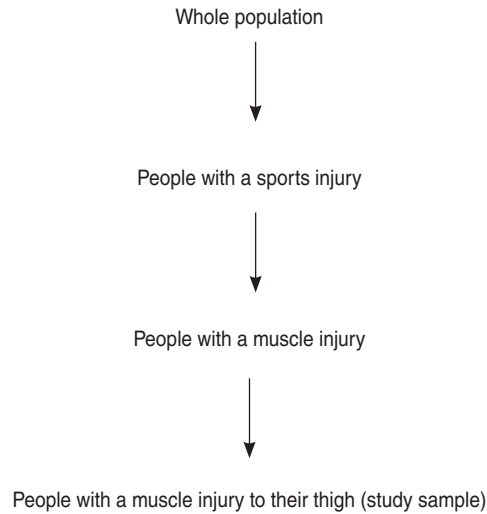 Whole population
People with a sports injury
People with a muscle injury
People with a muscle injury to their thigh (study sample)